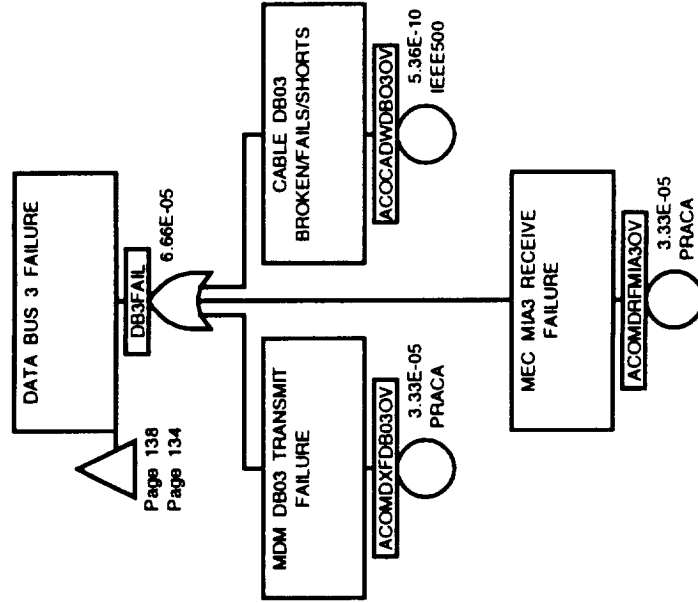 DATA BUS 3 FAILURE
DB3FAIL
6.66E-05
Page 138
Page 134
MDM DB03 TRANSMIT
FAILURE
ACOMDXFDB03OV
3.33E-05
PRACA
CABLE DB03
BROKEN/FAILS/SHORTS
ACOCADWDBO3OV
5.36E-10
IEEE500
MEC MIA3 RECEIVE
FAILURE
ACOMDRFMIA3OV
3.33E-05
PRACA